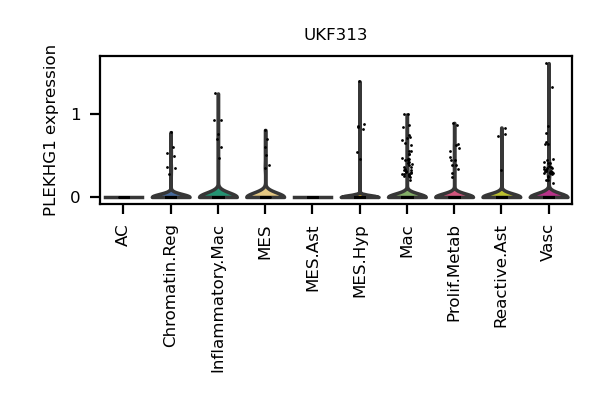 UKF313
PLEKHG1 expression
1
0
AC
Chromatin.Reg
Inflammatory.Mac
MES
MES.Ast
MES.Hyp
Mac
Prolif.Metab
Reactive.Ast
Vasc